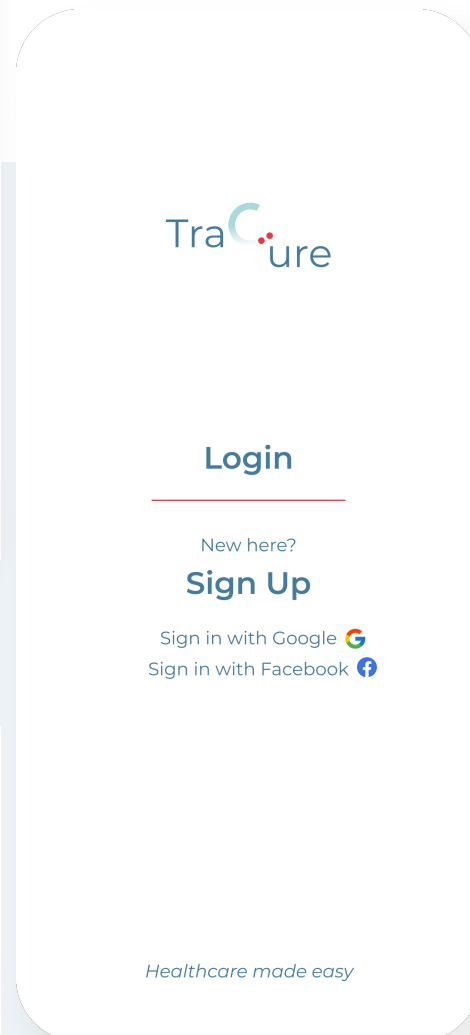 TraCure
Login
New here?
Sign Up
Sign in with Google
Sign in with Facebook
Healthcare made easy